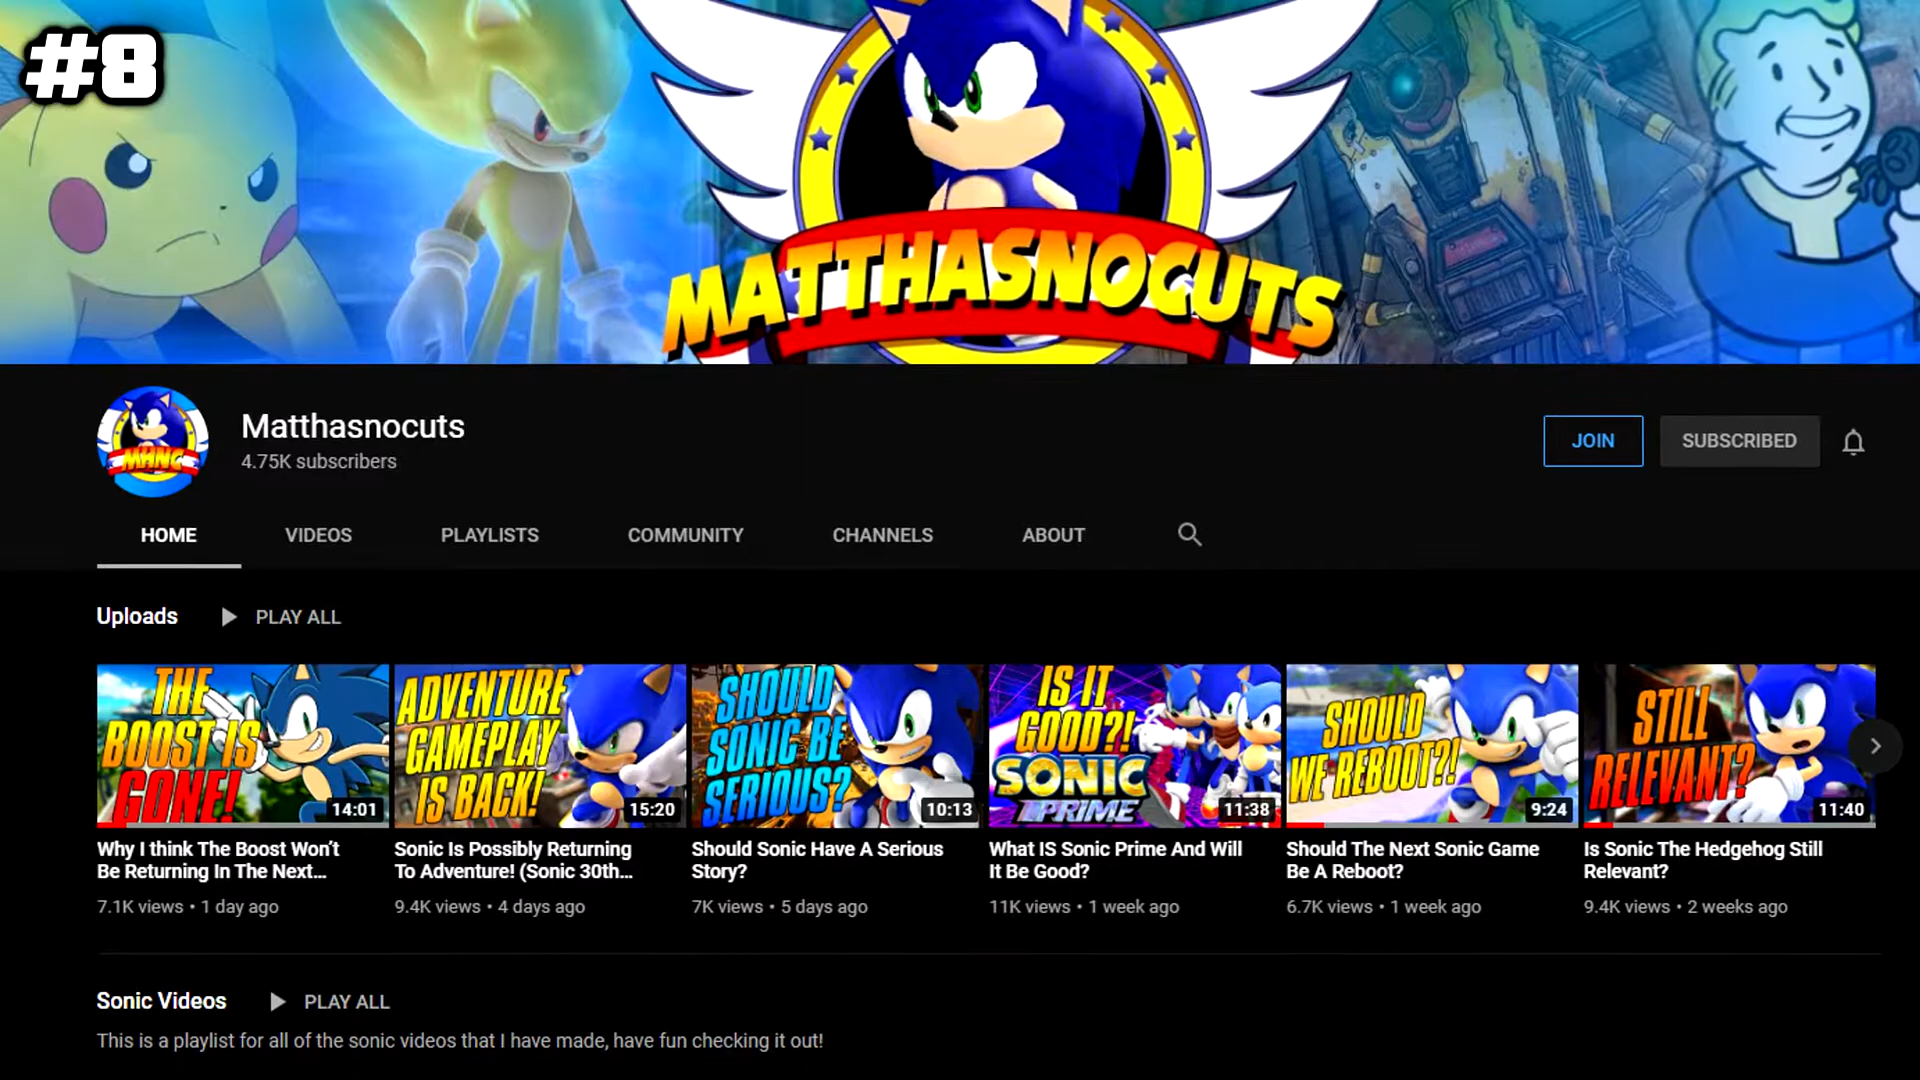 #8
MATTHASNOCUTS
MANC
Matthasnocuts
4.75K subscribers
JOIN
SUBSCRIBED
HOME
VIDEOS
PLAYLISTS
COMMUNITY
CHANNELS
ABOUT
Uploads
PLAY ALL
THE
BOOST IS
GONE!
14:01
ADVENTURE
GAMEPLAY
IS BACK!
15:20
SHOULD
SONIC BE
SERIOUS?
10:13
IS IT
GOOD?!
SONIC
PRIME
11:38
SHOULD
WE REBOOT?!
9:24
STILL
RELEVANT?
11:40
Why I think The Boost Won't
Be Returning In The Next...
7.1K views • 1 day ago
Sonic Is Possibly Returning
To Adventure! (Sonic 30th...
9.4K views • 4 days ago
Should Sonic Have A Serious
Story?
7K views • 5 days ago
What IS Sonic Prime And Will
It Be Good?
11K views • 1 week ago
Should The Next Sonic Game
Be A Reboot?
6.7K views • 1 week ago
Is Sonic The Hedgehog Still
Relevant?
9.4K views • 2 weeks ago
Sonic Videos
PLAY ALL
This is a playlist for all of the sonic videos that I have made, have fun checking it out!